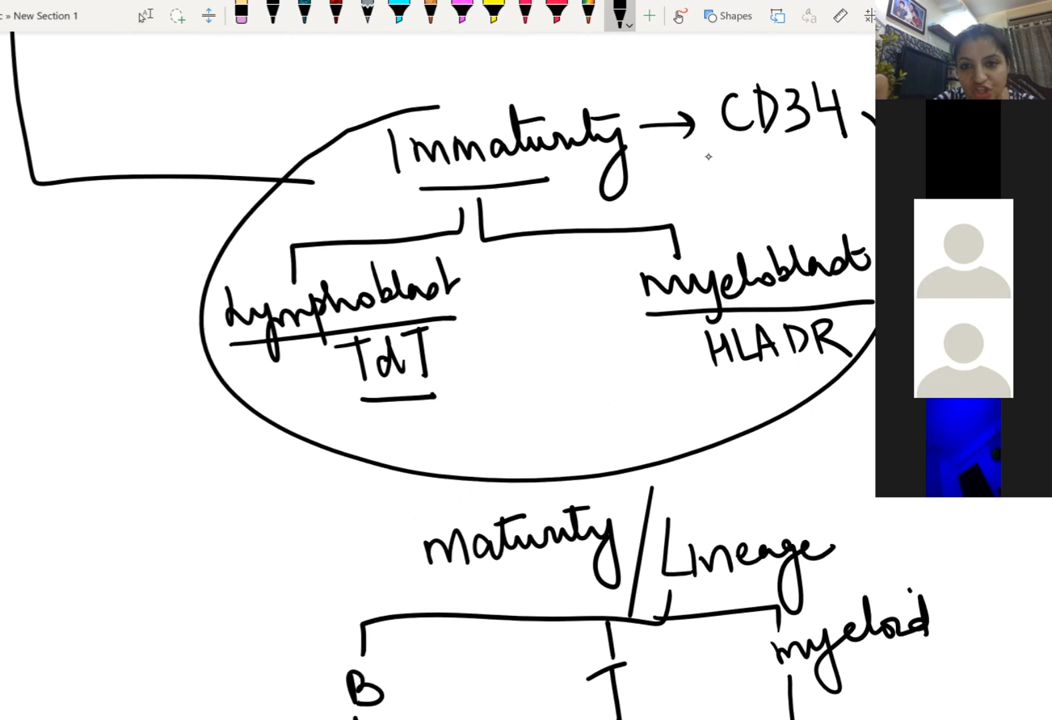 » New Section 1
Shapes
Immaturity → CD34
Lymphoblast
TdT
myeloblast
HLADR
Maturity / Lineage
B
T
myeloid